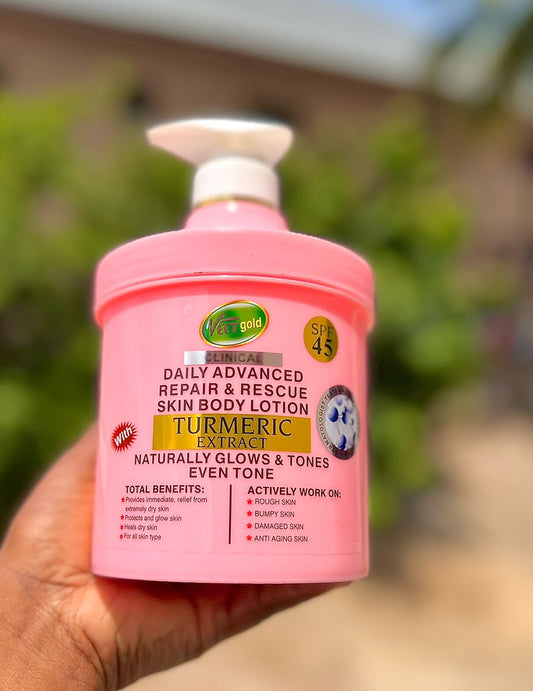 Veet gold
CLINICAL
SPF
45
DAILY ADVANCED
REPAIR & RESCUE
SKIN BODY LOTION
With
TURMERIC
EXTRACT
NATURALLY GLOWS & TONES
EVEN TONE
TOTAL BENEFITS:
★Provides immediate, relief from
extremely dry skin
★Protects and glow skin
★Heals dry skin
★For all skin type
ACTIVELY WORK ON:
★ ROUGH SKIN
★ BUMPY SKIN
★ DAMAGED SKIN
★ ANTI AGING SKIN